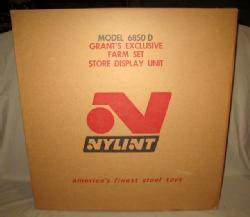 MODEL 6850 D
GRANT'S EXCLUSIVE
FARM SET
STORE DISPLAY UNIT
NYLINT
america's finest steel toys